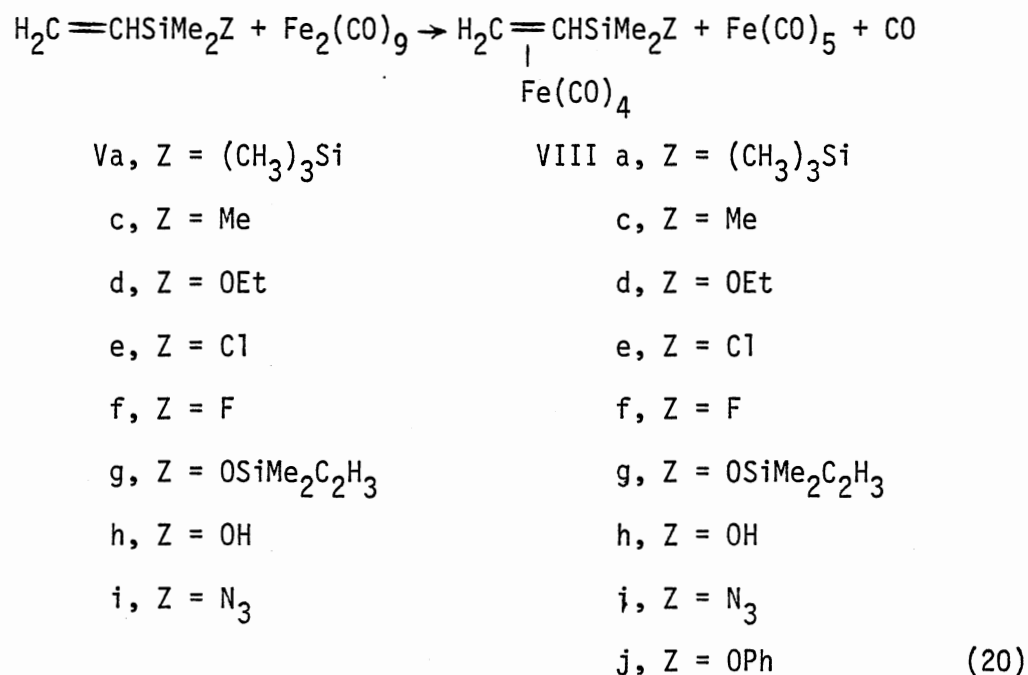 H₂C=CHSiMe₂Z + Fe₂(CO)₉ → H₂C=CHSiMe₂Z + Fe(CO)₅ + CO
Fe(CO)₄
Va, Z = (CH₃)₃Si VIII a, Z = (CH₃)₃Si
c, Z = Me c, Z = Me
d, Z = OEt d, Z = OEt
e, Z = Cl e, Z = Cl
f, Z = F f, Z = F
g, Z = OSiMe₂C₂H₃ g, Z = OSiMe₂C₂H₃
h, Z = OH h, Z = OH
i, Z = N₃ i, Z = N₃
j, Z = OPh (20)